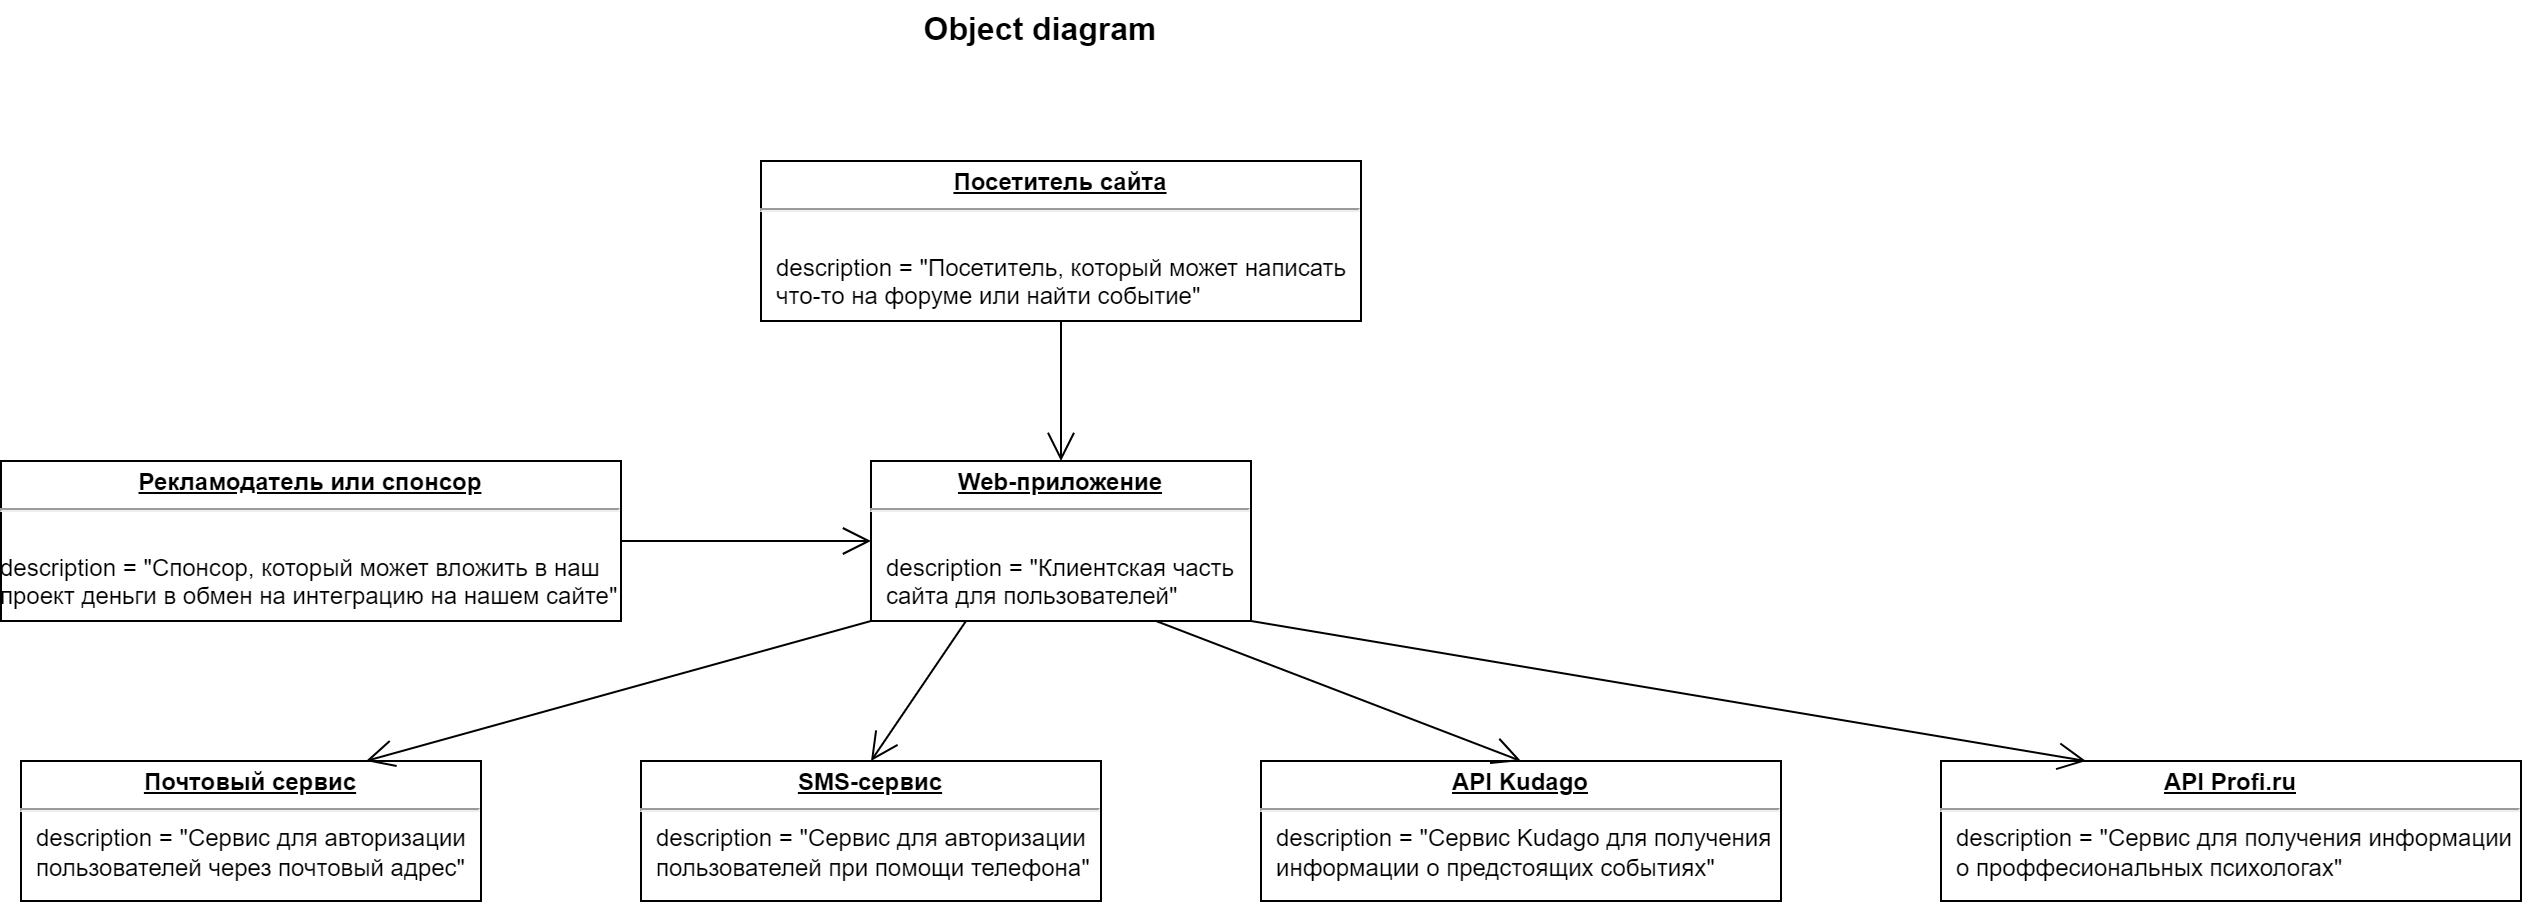 Object diagram
Посетитель сайта
description = "Посетитель, который может написать
что-то на форуме или найти событие"
Рекламодатель или спонсор
description = "Спонсор, который может вложить в наш
проект деньги в обмен на интеграцию на нашем сайте"
Web-приложение
description = "Клиентская часть
сайта для пользователей"
Почтовый сервис
description = "Сервис для авторизации
пользователей через почтовый адрес"
SMS-сервис
description = "Сервис для авторизации
пользователей при помощи телефона"
API Kudago
description = "Сервис Kudago для получения
информации о предстоящих событиях"
API Profi.ru
description = "Сервис для получения информации
о проффесиональных психологах"